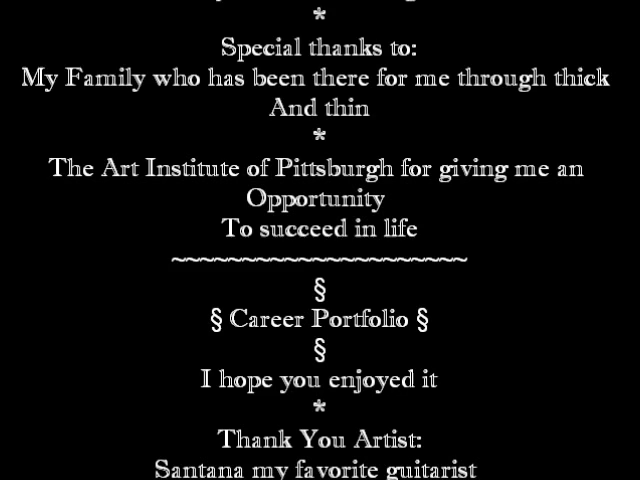 *
Special thanks to:
My Family who has been there for me through thick
And thin
*
The Art Institute of Pittsburgh for giving me an
Opportunity
To succeed in life
~~~~~~~~~~~~~~~~~~~~~
§
§ Career Portfolio §
§
I hope you enjoyed it
*
Thank You Artist:
Santana my favorite guitarist